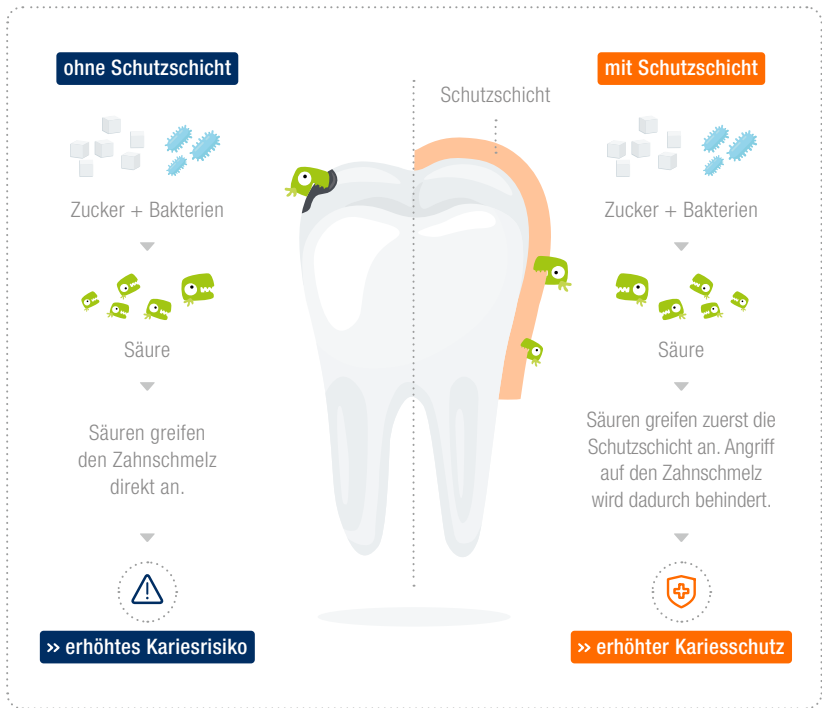 ohne Schutzschicht
Zucker + Bakterien
Säure
Säuren greifen
den Zahnschmelz
direkt an.
» erhöhtes Kariesrisiko
Schutzschicht
mit Schutzschicht
Zucker + Bakterien
Säure
Säuren greifen zuerst die
Schutzschicht an. Angriff
auf den Zahnschmelz
wird dadurch behindert.
» erhöhter Kariesschutz